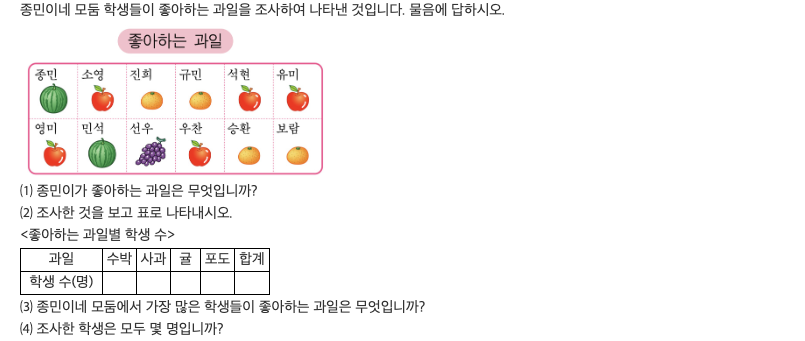 종민이네 모둠 학생들이 좋아하는 과일을 조사하여 나타낸 것입니다. 물음에 답하시오.
좋아하는 과일
종민 소영 진희 규민 석현 유미
영미 민석 선우 우찬 승환 보람
(1) 종민이가 좋아하는 과일은 무엇입니까?
(2) 조사한 것을 보고 표로 나타내시오.
<좋아하는 과일별 학생 수>
과일 수박 사과 귤 포도 합계
학생 수(명)
(3) 종민이네 모둠에서 가장 많은 학생들이 좋아하는 과일은 무엇입니까?
(4) 조사한 학생은 모두 몇 명입니까?